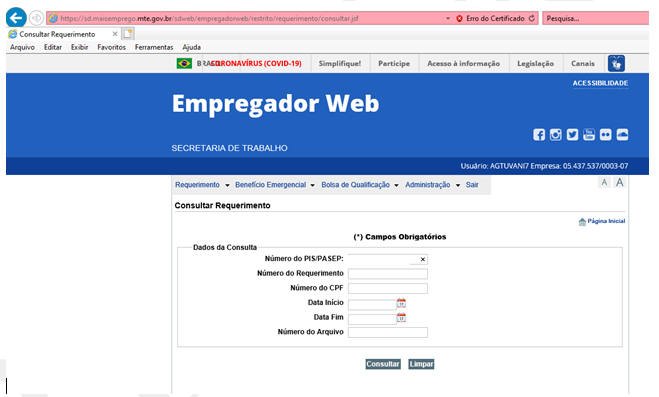 https://sd.maisemprego.mte.gov.br/sdweb/empregadorweb/restrito/requerimento/consultar.jsf
Erro do Certificado
Pesquisa...
Consultar Requerimento
Arquivo Editar Exibir Favoritos Ferramentas Ajuda
BRASIL CORONAVÍRUS (COVID-19) Simplifique! Participe Acesso à informação Legislação Canais
ACESSIBILIDADE
Empregador Web
SECRETARIA DE TRABALHO
Usuário: AGTUVANI7 Empresa: 05.437.537/0003-07
Requerimento Benefício Emergencial Bolsa de Qualificação Administração Sair
A A
Consultar Requerimento
Página Inicial
(*) Campos Obrigatórios
Dados da Consulta
Número do PIS/PASEP:
Número do Requerimento
Número do CPF
Data Início
Data Fim
Número do Arquivo
Consultar Limpar